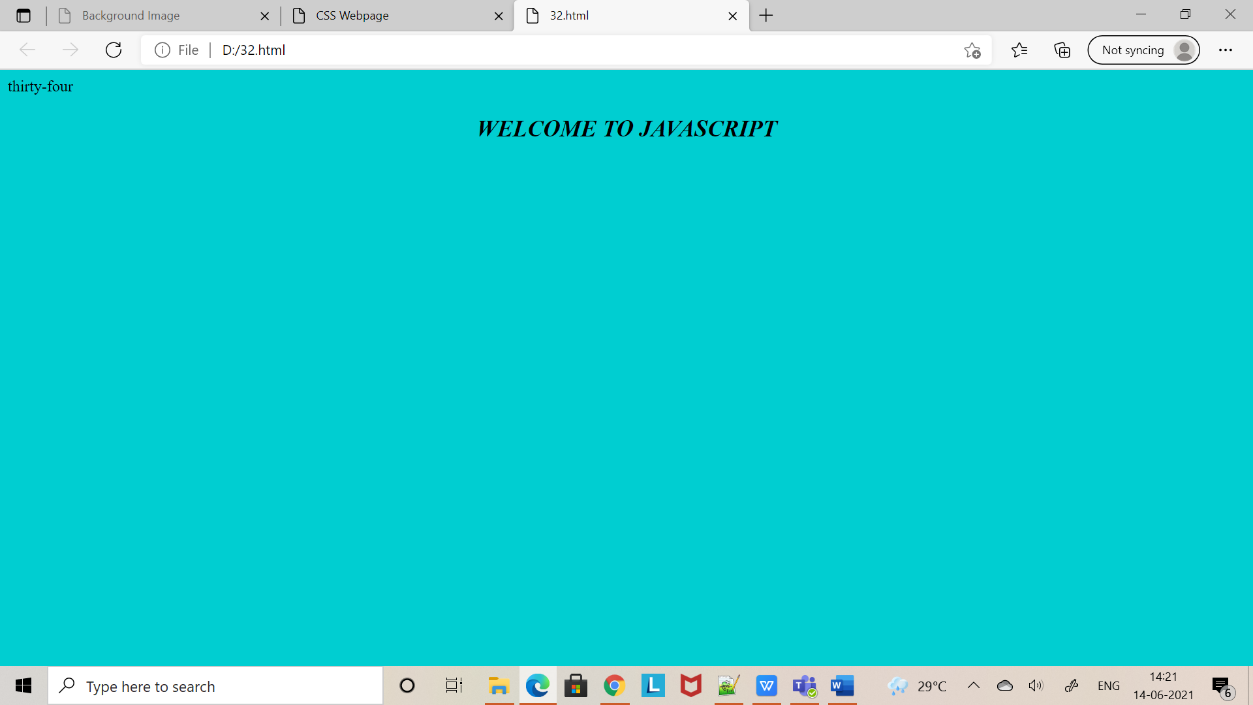 Background Image
CSS Webpage
32.html
File
D:/32.html
Not syncing
thirty-four
WELCOME TO JAVASCRIPT
Type here to search
L
W
W
29°C
ENG
14:21
14-06-2021
6